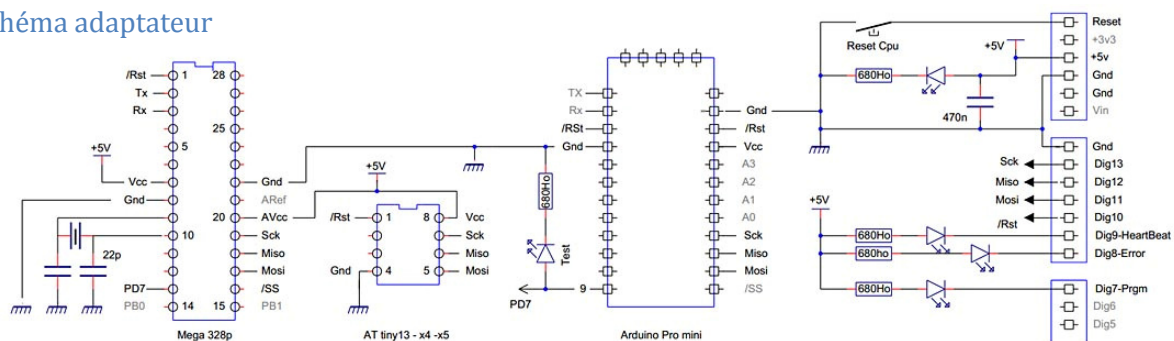 héma adaptateur
/Rst
Tx
Rx
+5V
Vcc
Gnd
22p
PD7
PB0
1
5
10
14
28
25
20
15
Gnd
ARef
AVcc
Sck
Miso
Mosi
/SS
PB1
Mega 328p
+5V
/Rst
Gnd
1
4
8
5
Vcc
Sck
Miso
Mosi
AT tiny13 - x4 -x5
680Ho
Test
PD7
TX
Rx
/RSt
Gnd
9
Gnd
/Rst
Vcc
A3
A2
A1
A0
Sck
Miso
Mosi
/SS
Arduino Pro mini
Reset Cpu
+5V
680Ho
470n
Reset
+3v3
+5v
Gnd
Gnd
Vin
Sck
Miso
Mosi
/Rst
Gnd
Dig13
Dig12
Dig11
Dig10
Dig9-HeartBeat
Dig8-Error
+5V
680Ho
680ho
680Ho
Dig7-Prgm
Dig6
Dig5